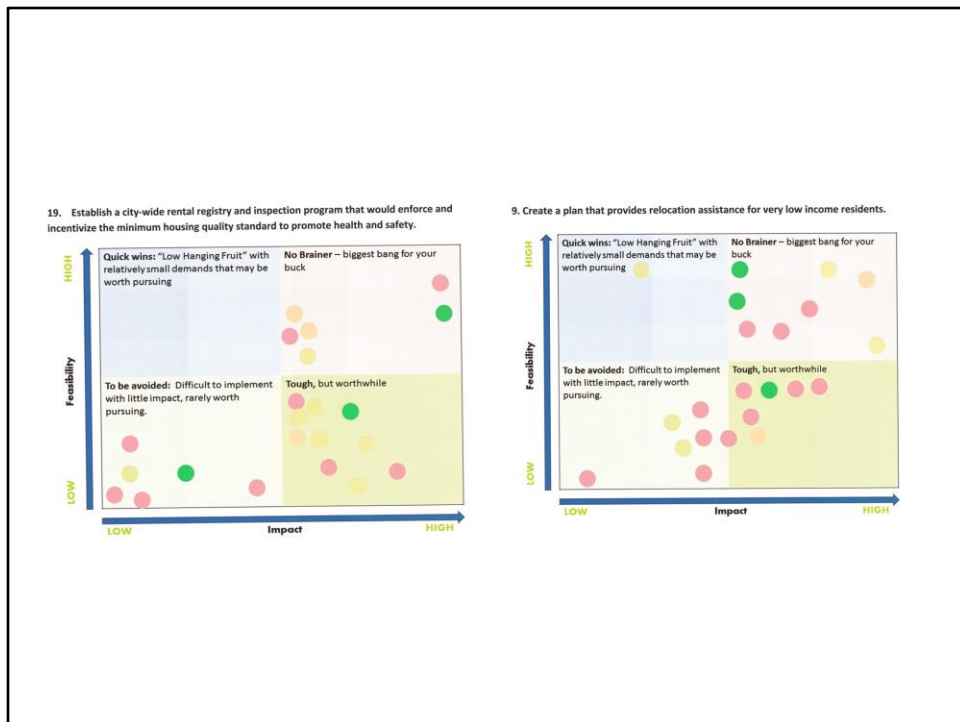 19. Establish a city-wide rental registry and inspection program that would enforce and
incentivize the minimum housing quality standard to promote health and safety.
HIGH
Feasibility
LOW
Quick wins: "Low Hanging Fruit" with
relatively small demands that may be
worth pursuing
No Brainer – biggest bang for your
buck
To be avoided: Difficult to implement
with little impact, rarely worth
pursuing.
Tough, but worthwhile
LOW
Impact
HIGH
9. Create a plan that provides relocation assistance for very low income residents.
HIGH
Feasibility
LOW
Quick wins: "Low Hanging Fruit" with
relatively small demands that may be
worth pursuing
No Brainer – biggest bang for your
buck
To be avoided: Difficult to implement
with little impact, rarely worth
pursuing.
Tough, but worthwhile
LOW
Impact
HIGH